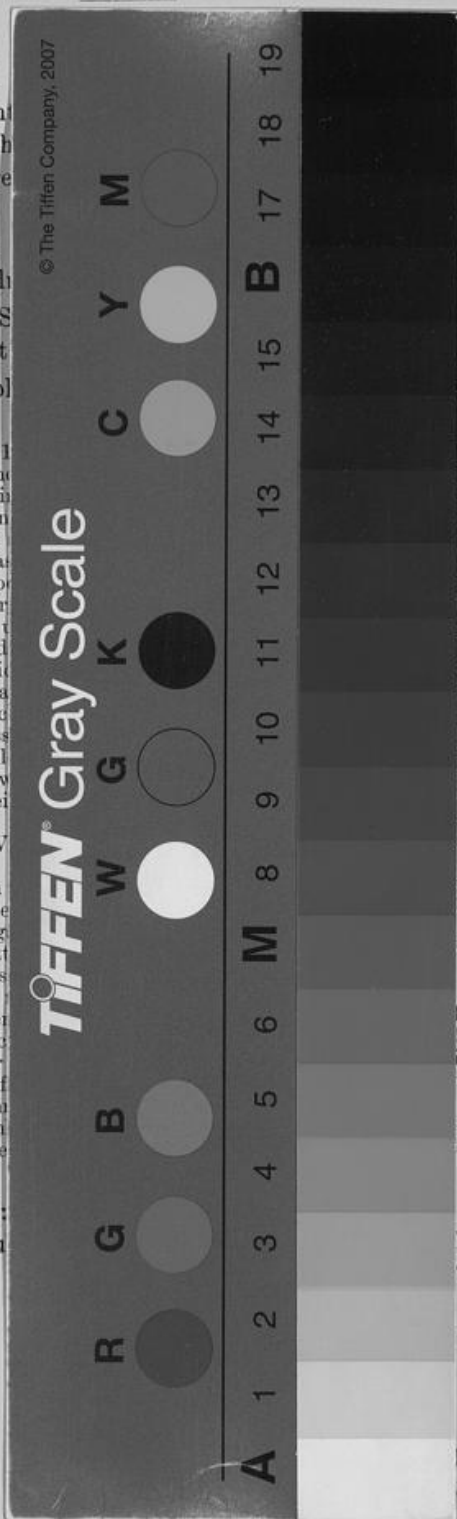 © The Tiffen Company, 2007
TIFFEN® Gray Scale
R G B W G K C Y M
A 1 2 3 4 5 6 M 8 9 10 11 12 13 14 15 B 17 18 19